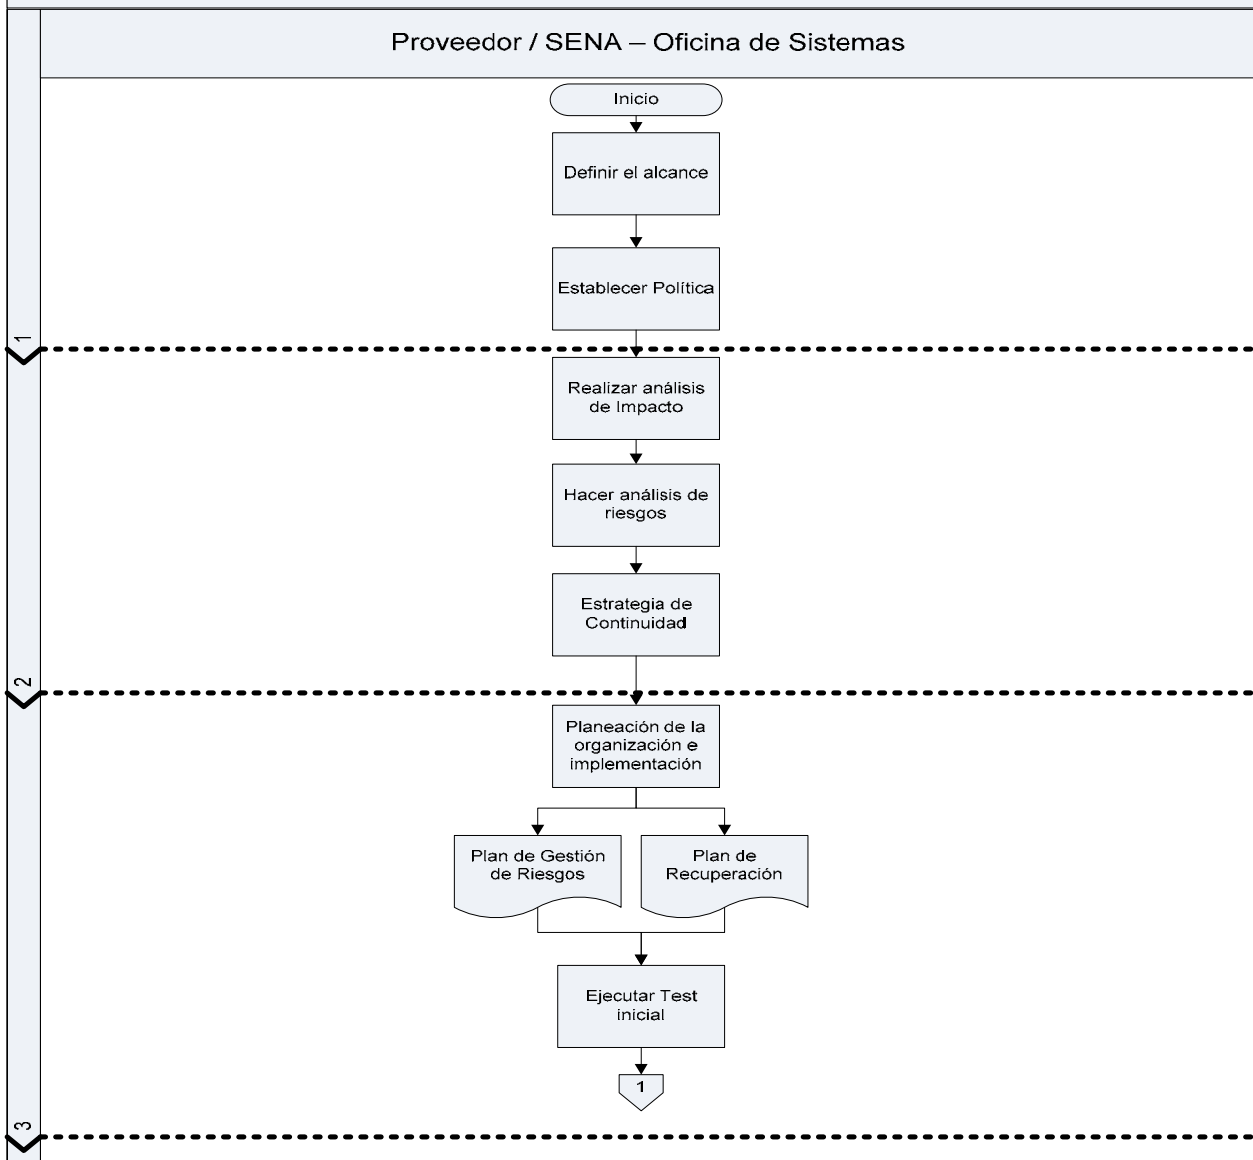 Proveedor / SENA – Oficina de Sistemas
Inicio
Definir el alcance
Establecer Política
1
Realizar análisis
de Impacto
Hacer análisis de
riesgos
Estrategia de
Continuidad
2
Planeación de la
organización e
implementación
Plan de Gestión
de Riesgos
Plan de
Recuperación
Ejecutar Test
inicial
1
3